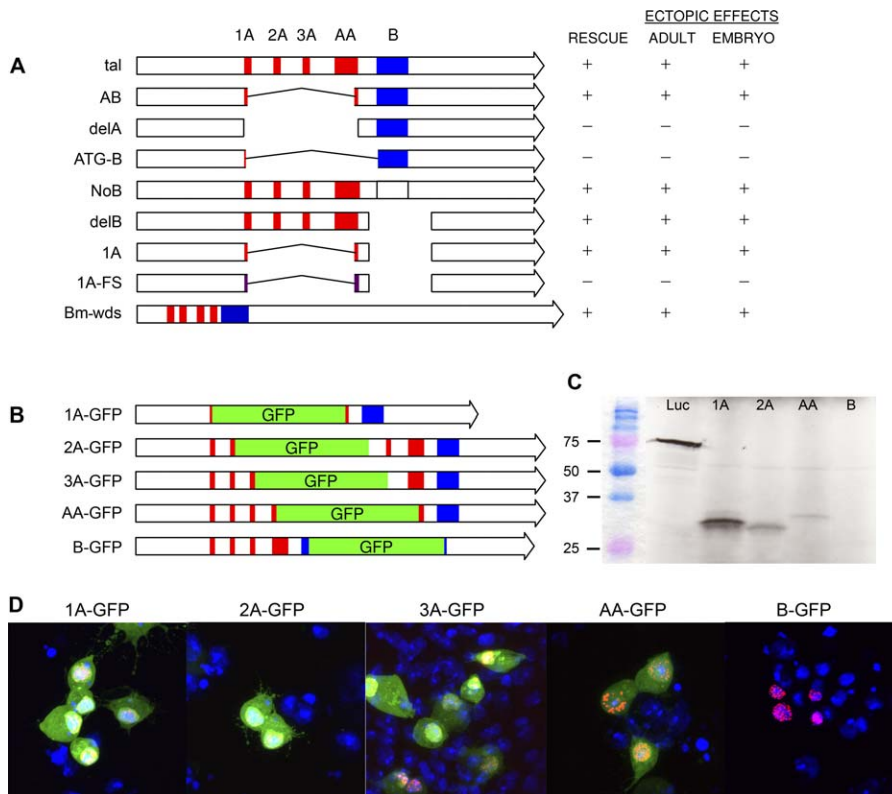 ECTOPIC EFFECTS
1A 2A 3A AA B RESCUE ADULT EMBRYO
A
tal + + +
AB + + +
delA – – –
ATG-B – – –
NoB + + +
delB + + +
1A + + +
1A-FS – – –
Bm-wds + + +
B
1A-GFP GFP
2A-GFP GFP
3A-GFP GFP
AA-GFP GFP
B-GFP GFP
C
Luc 1A 2A AA B
75
50
37
25
D
1A-GFP 2A-GFP 3A-GFP AA-GFP B-GFP